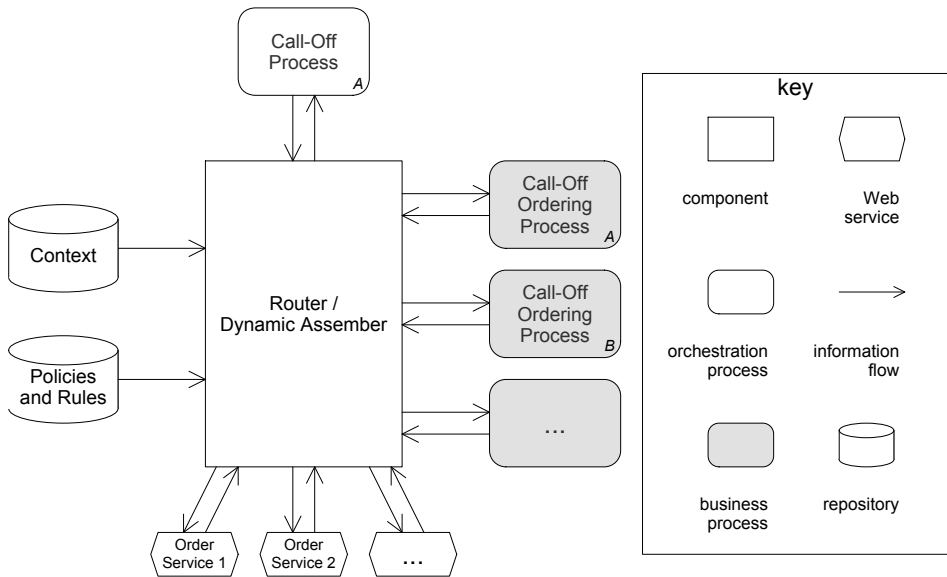 Call-Off
Process
A
Context
Policies
and Rules
Router /
Dynamic Assember
Call-Off
Ordering
Process
A
Call-Off
Ordering
Process
B
...
Order
Service 1
Order
Service 2
...
key
component
Web
service
orchestration
process
information
flow
business
process
repository